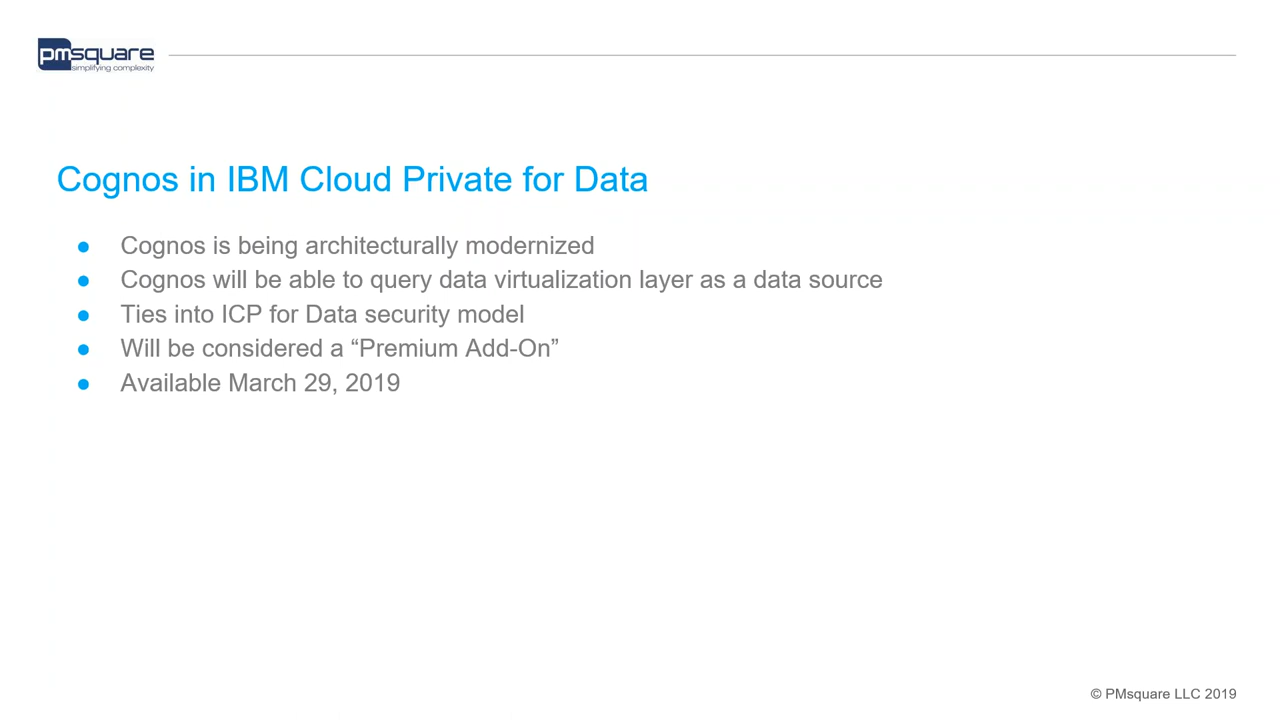 pmsquare
simplifying complexity
Cognos in IBM Cloud Private for Data
● Cognos is being architecturally modernized
● Cognos will be able to query data virtualization layer as a data source
● Ties into ICP for Data security model
● Will be considered a “Premium Add-On”
● Available March 29, 2019
© PMsquare LLC 2019